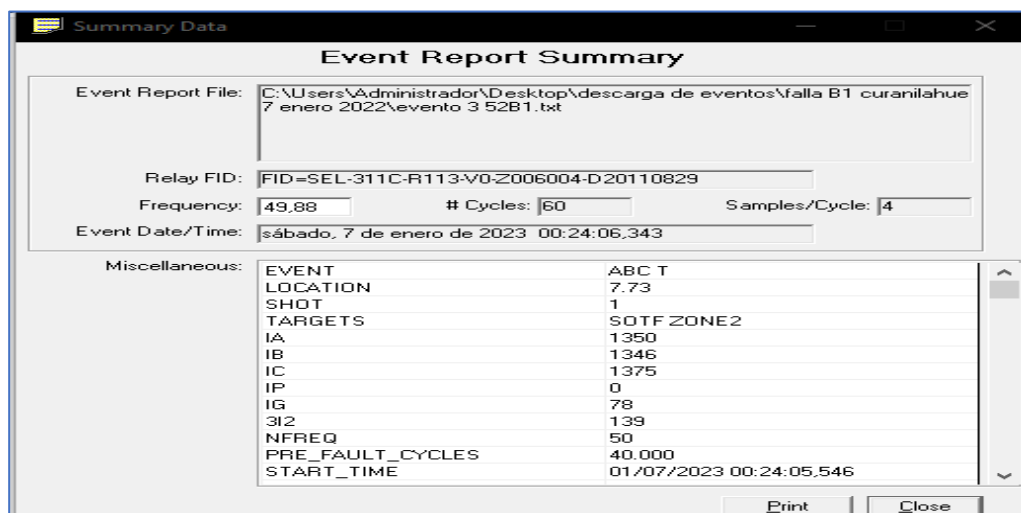 Summary Data
Event Report Summary
Event Report File: C:\Users\Administrador\Desktop\descarga de eventos\falla B1 curanilahue
7 enero 2022\evento 3 52B1.txt
Relay FID: FID=SEL-311C-R113-V0-Z006004-D20110829
Frequency: 49,88 # Cycles: 60 Samples/Cycle: 4
Event Date/Time: sábado, 7 de enero de 2023 00:24:06,343
Miscellaneous:
EVENT ABC T
LOCATION 7.73
SHOT 1
TARGETS SOTF ZONE2
IA 1350
IB 1346
IC 1375
IP 0
IG 78
3I2 139
NFREQ 50
PRE_FAULT_CYCLES 40.000
START_TIME 01/07/2023 00:24:05,546
Print Close